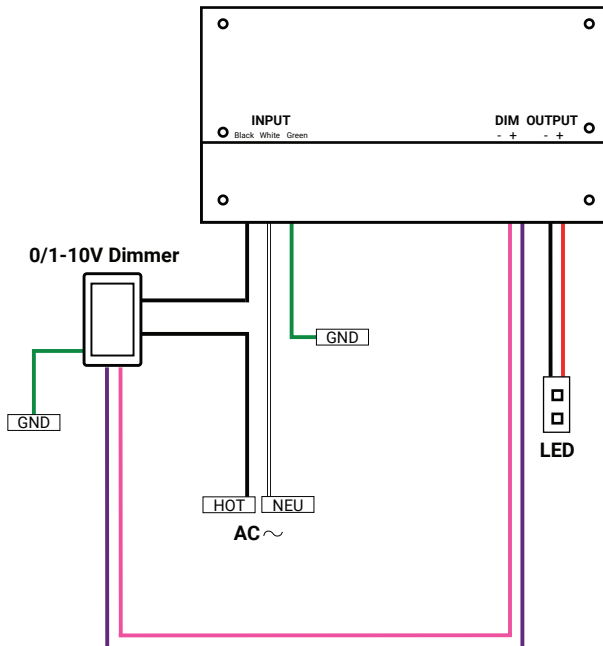 INPUT
DIM OUTPUT
Black White Green
- + - +
0/1-10V Dimmer
GND
GND
LED
HOT NEU
AC ~